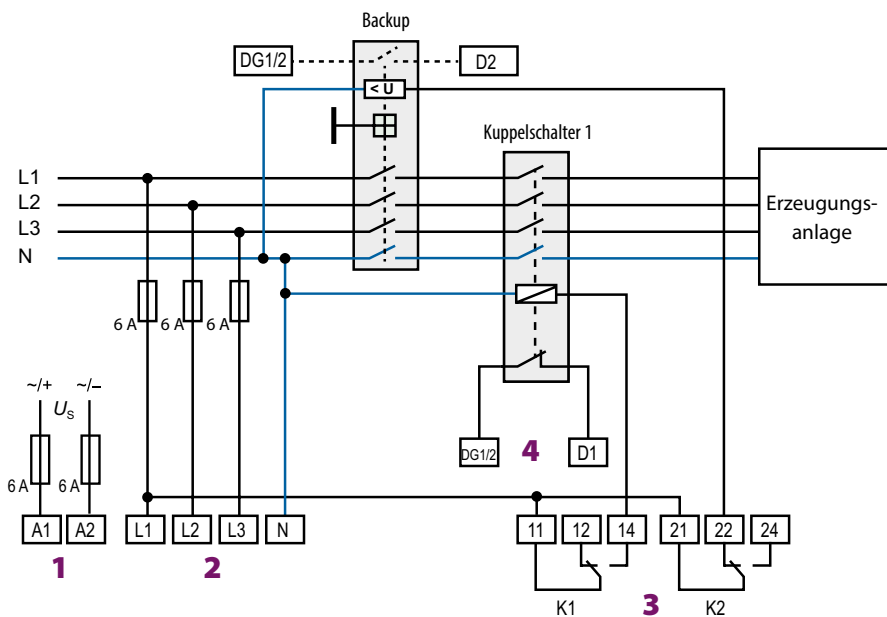 Backup
DG1/2
D2
< U
Kuppelschalter 1
L1
L2
L3
N
Erzeugungs-
anlage
6 A
6 A
6 A
~/+
~/–
US
6 A
6 A
DG1/2
4
D1
A1
A2
L1
L2
L3
N
11
12
14
21
22
24
1
2
K1
3
K2